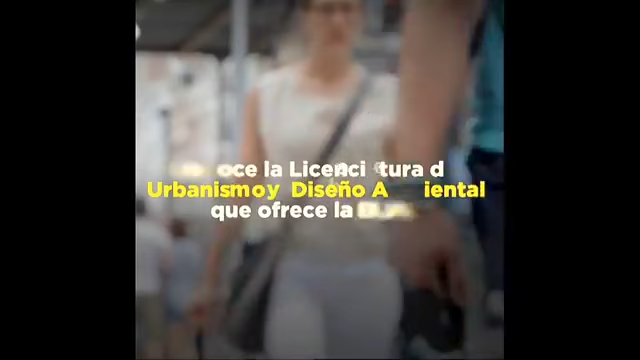 oce la Licenci tura d
Urbanismo y Diseño A iental
que ofrece la